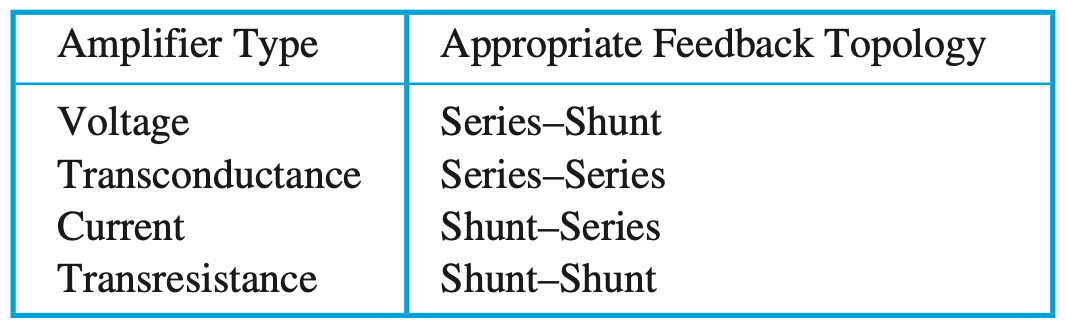 Amplifier Type Appropriate Feedback Topology
Voltage Series–Shunt
Transconductance Series–Series
Current Shunt–Series
Transresistance Shunt–Shunt